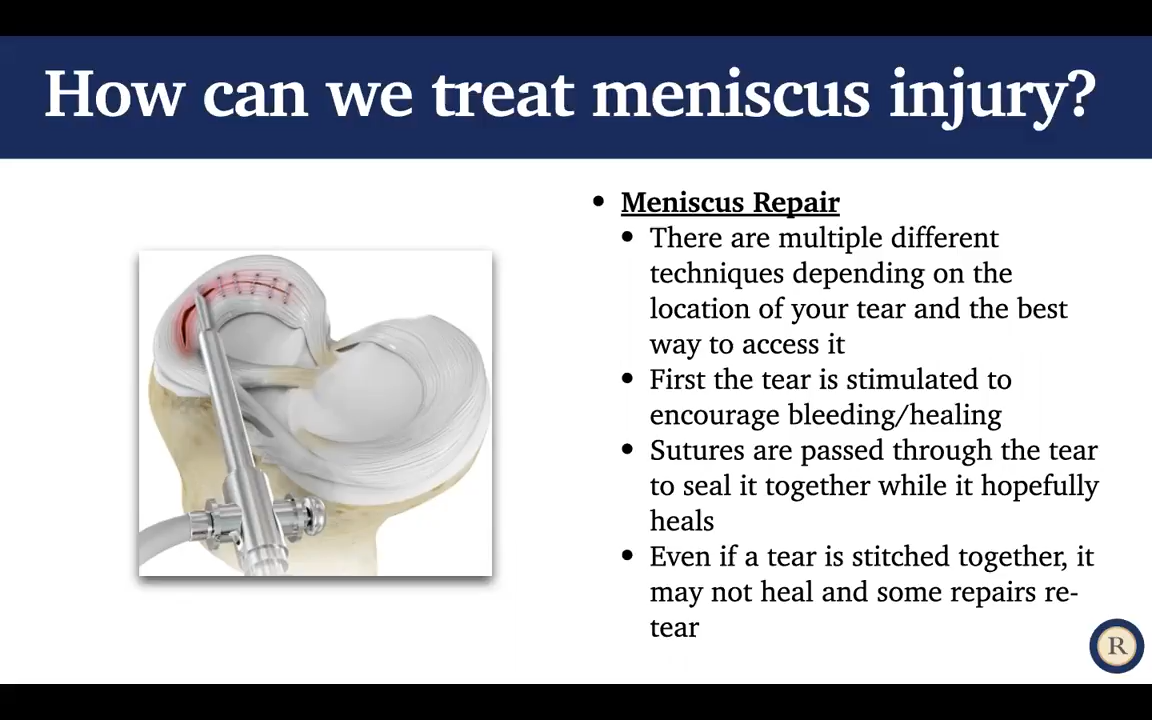 How can we treat meniscus injury?
• Meniscus Repair
• There are multiple different
techniques depending on the
location of your tear and the best
way to access it
• First the tear is stimulated to
encourage bleeding/healing
• Sutures are passed through the tear
to seal it together while it hopefully
heals
• Even if a tear is stitched together, it
may not heal and some repairs re-
tear
R